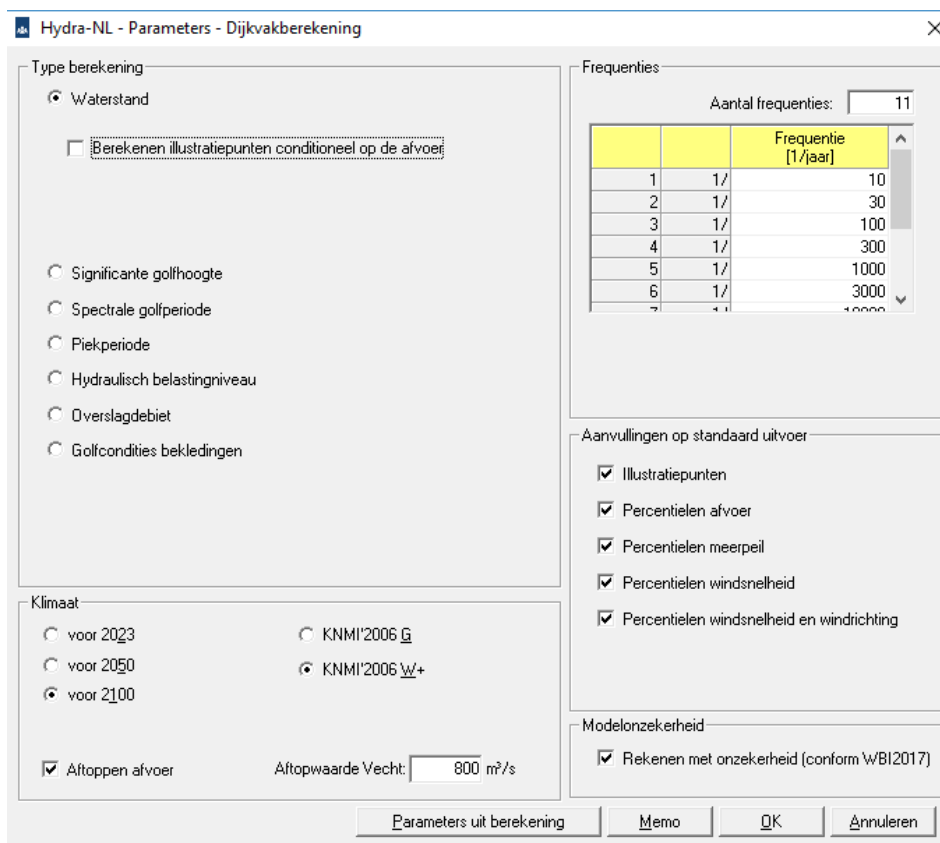 Hydra-NL - Parameters - Dijkvakberekening
Type berekening
Waterstand
Berekenen illustratiepunten conditioneel op de afvoer
Significante golfhoogte
Spectrale golfperiode
Piekperiode
Hydraulisch belastingniveau
Overslagdebiet
Golfcondities bekledingen
Klimaat
voor 2023
voor 2050
voor 2100
KNMI'2006 G
KNMI'2006 W+
Aftoppen afvoer
Aftopwaarde Vecht: 800 m³/s
Frequenties
Aantal frequenties: 11
Frequentie
[1/jaar]
1 1/ 10
2 1/ 30
3 1/ 100
4 1/ 300
5 1/ 1000
6 1/ 3000
Aanvullingen op standaard uitvoer
Illustratiepunten
Percentielen afvoer
Percentielen meerpeil
Percentielen windsnelheid
Percentielen windsnelheid en windrichting
Modelonzekerheid
Rekenen met onzekerheid (conform WBI2017)
Parameters uit berekening
Memo
OK
Annuleren